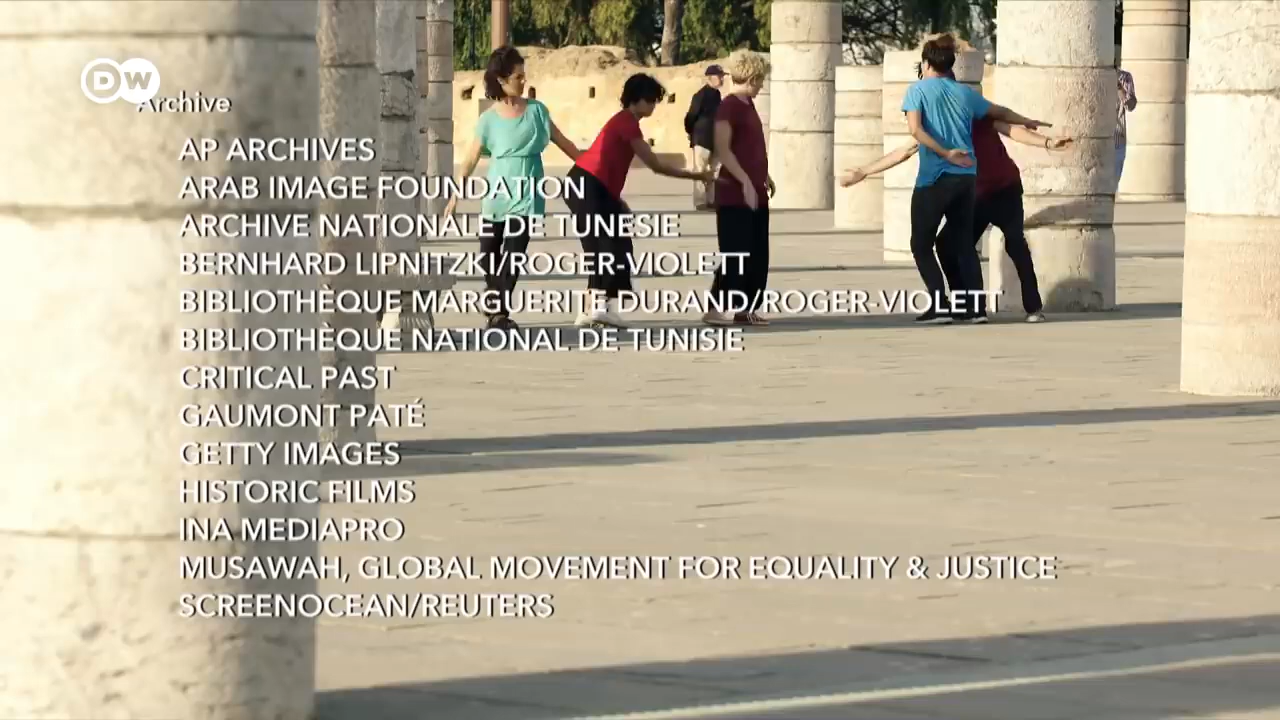 DW
Archive
AP ARCHIVES
ARAB IMAGE FOUNDATION
ARCHIVE NATIONALE DE TUNESIE
BERNHARD LIPNITZKI/ROGER-VIOLETT
BIBLIOTHÈQUE MARGUERITE DURAND/ROGER-VIOLETT
BIBLIOTHÈQUE NATIONAL DE TUNISIE
CRITICAL PAST
GAUMONT PATÉ
GETTY IMAGES
HISTORIC FILMS
INA MEDIAPRO
MUSAWAH, GLOBAL MOVEMENT FOR EQUALITY & JUSTICE
SCREENOCEAN/REUTERS